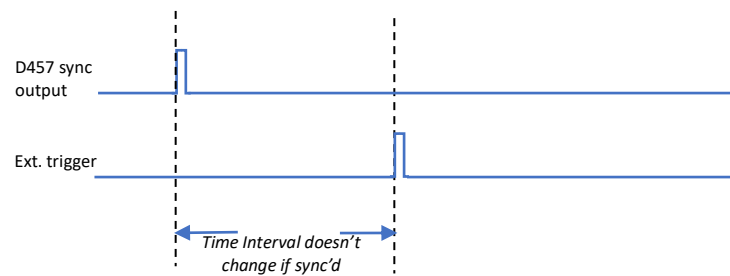 D457 sync
output
Ext. trigger
Time Interval doesn't
change if sync'd